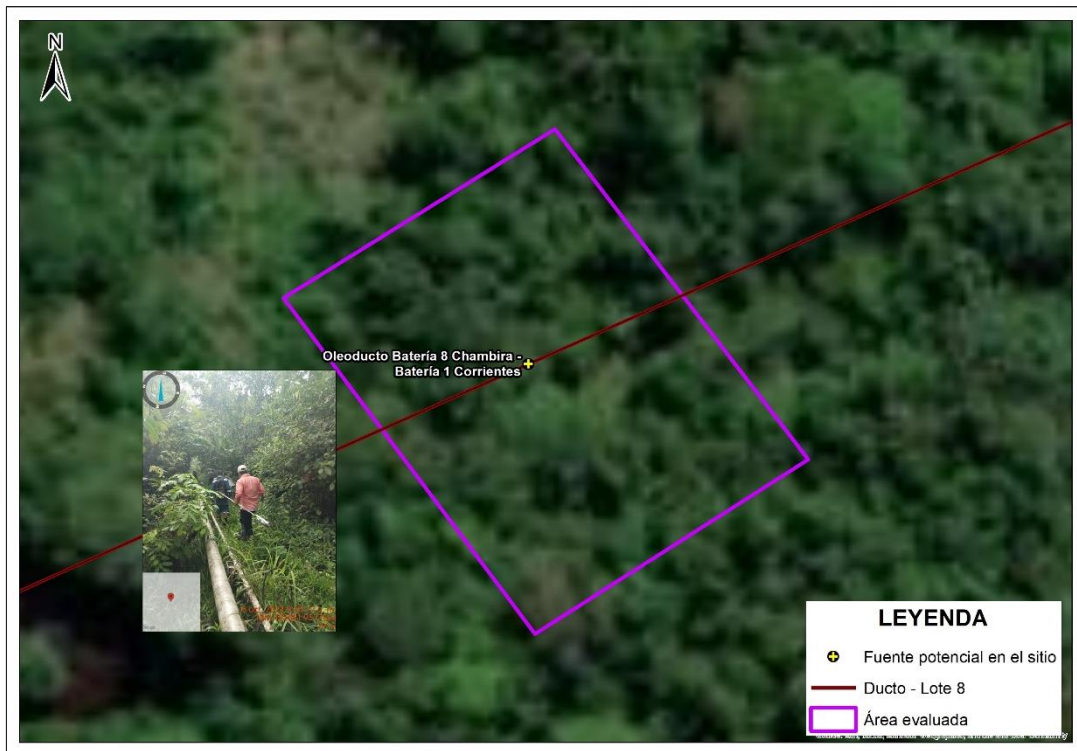 N
Oleoducto Batería 8 Chambira -
Batería 1 Corrientes
LEYENDA
Fuente potencial en el sitio
Ducto - Lote 8
Área evaluada